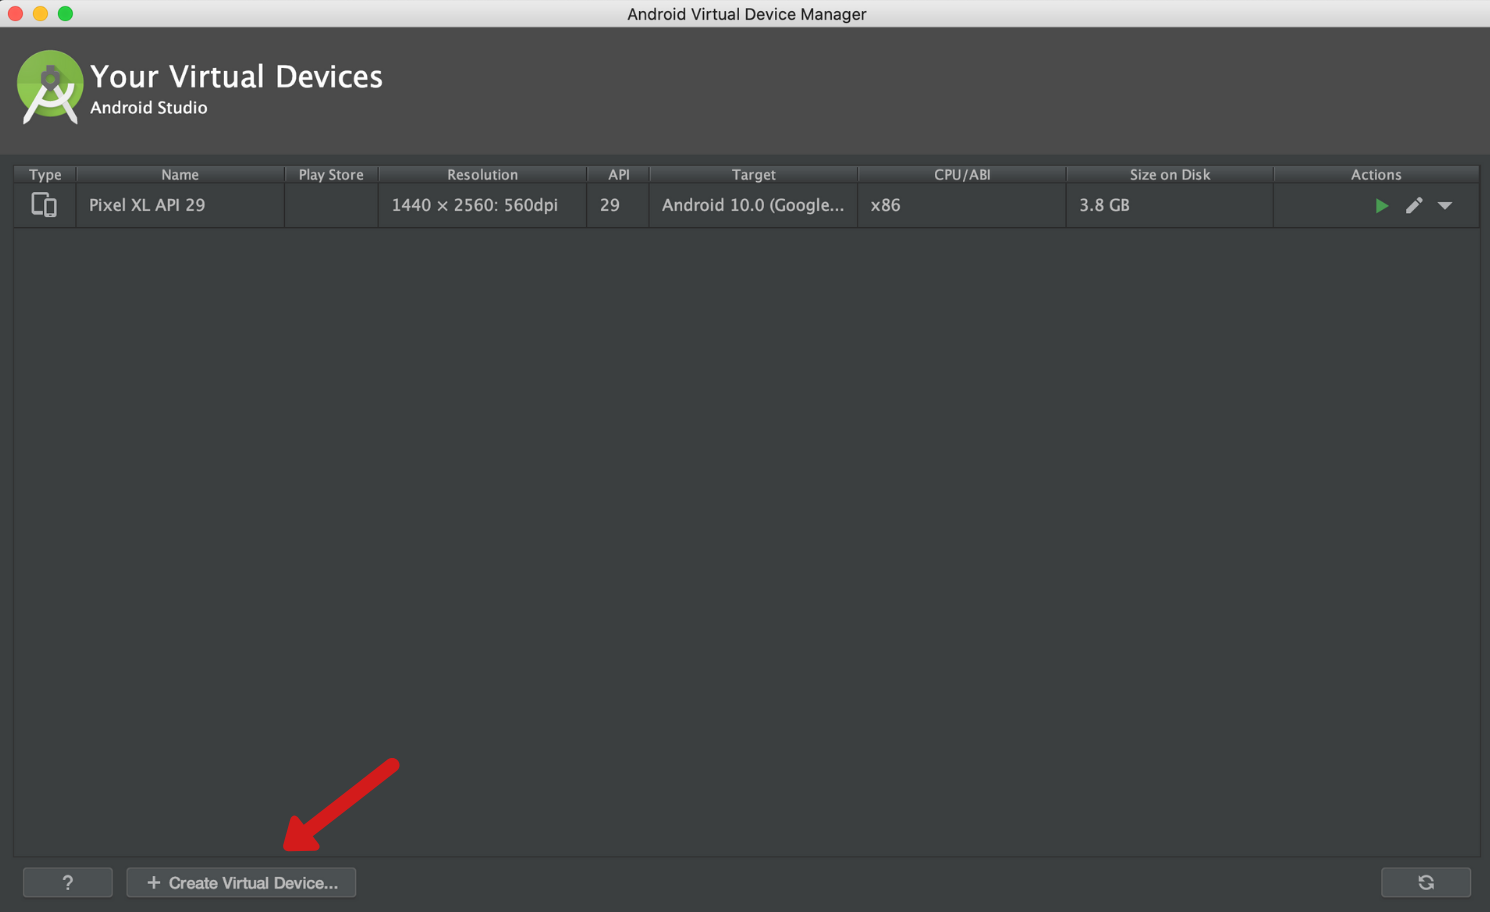 Android Virtual Device Manager
Your Virtual Devices
Android Studio
Type Name Play Store Resolution API Target CPU/ABI Size on Disk Actions
Pixel XL API 29 1440 × 2560: 560dpi 29 Android 10.0 (Google... x86 3.8 GB
? + Create Virtual Device...